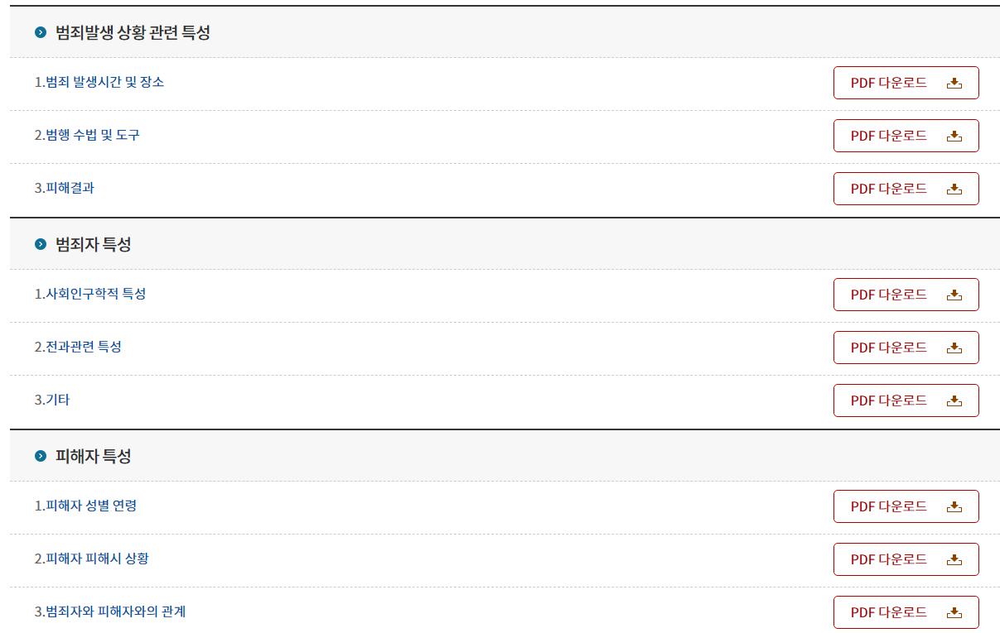 범죄발생 상황 관련 특성
1.범죄 발생시간 및 장소 PDF 다운로드
2.범행 수법 및 도구 PDF 다운로드
3.피해결과 PDF 다운로드
범죄자 특성
1.사회인구학적 특성 PDF 다운로드
2.전과관련 특성 PDF 다운로드
3.기타 PDF 다운로드
피해자 특성
1.피해자 성별 연령 PDF 다운로드
2.피해자 피해시 상황 PDF 다운로드
3.범죄자와 피해자와의 관계 PDF 다운로드